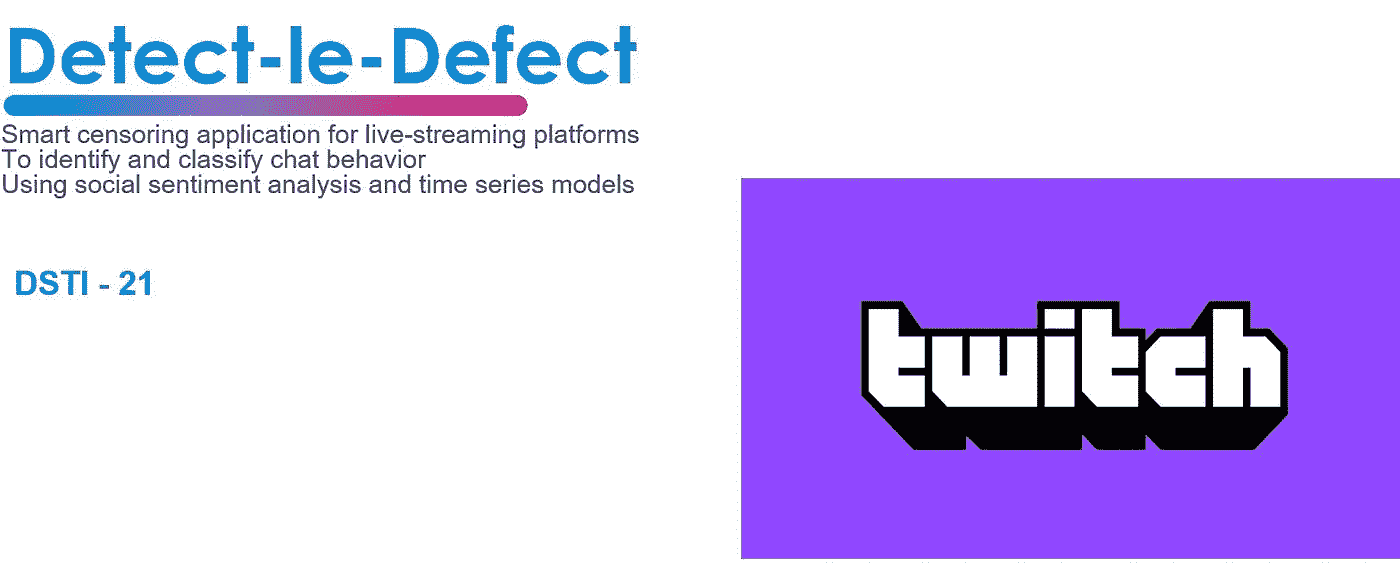 Detect-le-Defect
Smart censoring application for live-streaming platforms
To identify and classify chat behavior
Using social sentiment analysis and time series models
DSTI - 21
twitch